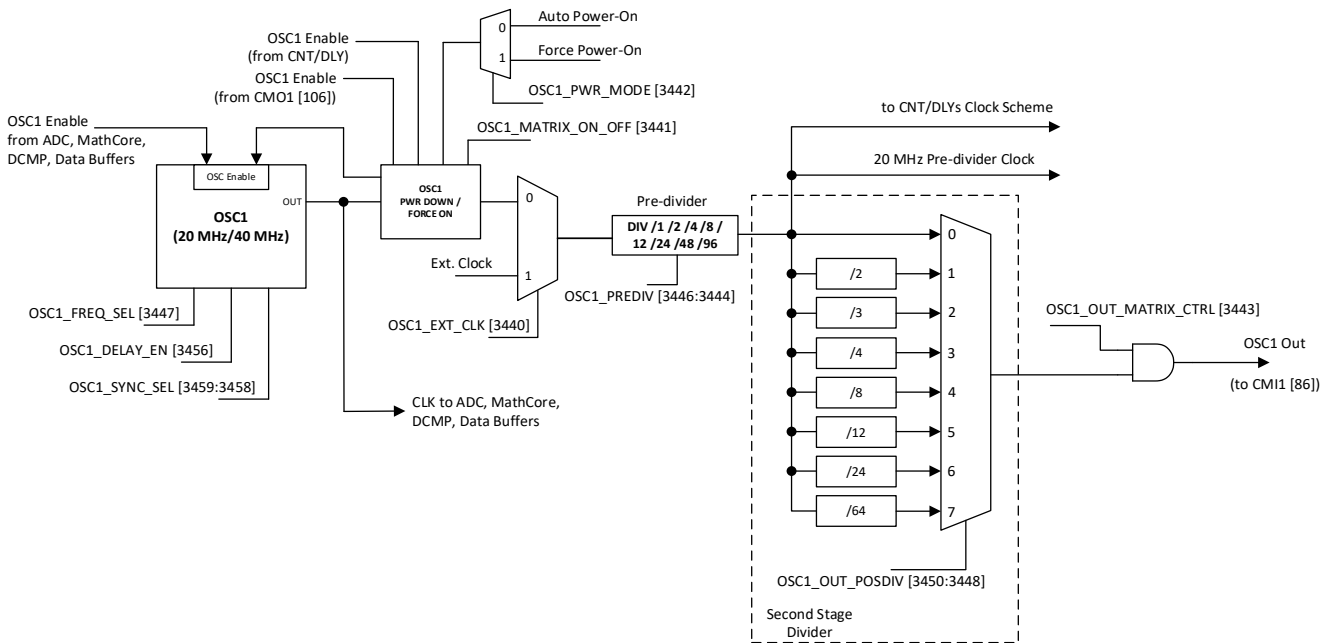 Auto Power-On
0
OSC1 Enable
(from CNT/DLY)
Force Power-On
1
OSC1 Enable
(from CMO1 [106])
OSC1_PWR_MODE [3442]
to CNT/DLYs Clock Scheme
OSC1 Enable
from ADC, MathCore,
DCMP, Data Buffers
OSC1_MATRIX_ON_OFF [3441]
20 MHz Pre-divider Clock
OSC Enable
OSC1
PWR DOWN /
FORCE ON
OUT
OSC1
(20 MHz/40 MHz)
0
Pre-divider
DIV /1 /2 /4 /8 /
12 /24 /48 /96
Ext. Clock
1
OSC1_PREDIV [3446:3444]
0
/2
1
/3
2
/4
3
/8
4
/12
5
/24
6
/64
7
OSC1_FREQ_SEL [3447]
OSC1_EXT_CLK [3440]
OSC1_DELAY_EN [3456]
OSC1_SYNC_SEL [3459:3458]
CLK to ADC, MathCore,
DCMP, Data Buffers
OSC1_OUT_MATRIX_CTRL [3443]
OSC1 Out
(to CMI1 [86])
OSC1_OUT_POSDIV [3450:3448]
Second Stage
Divider